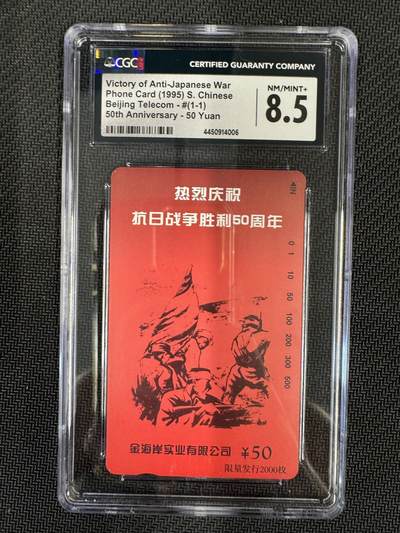 CGC
CERTIFIED GUARANTY COMPANY
Victory of Anti-Japanese War
Phone Card (1995) S. Chinese
Beijing Telecom - #(1-1)
50th Anniversary - 50 Yuan
4450914006
NM/MINT+
8.5
热烈庆祝
抗日战争胜利50周年
IN
0
1
10
50
100
200
300
500
金海岸实业有限公司 ¥50
限量发行2000枚